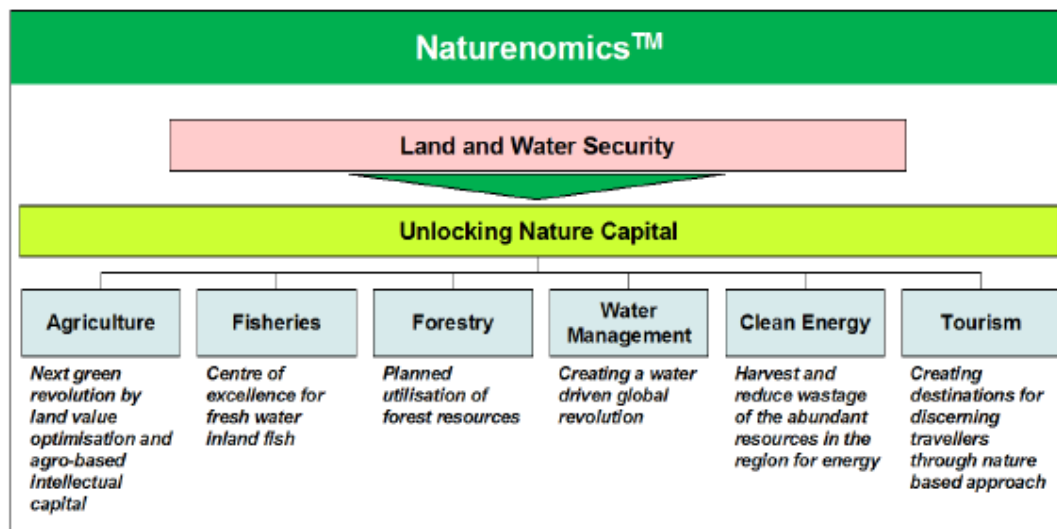 Naturenomics™
Land and Water Security
Unlocking Nature Capital
Agriculture
Next green
revolution by
land value
optimisation and
agro-based
intellectual
capital
Fisheries
Centre of
excellence for
fresh water
inland fish
Forestry
Planned
utilisation of
forest resources
Water
Management
Creating a water
driven global
revolution
Clean Energy
Harvest and
reduce wastage
of the abundant
resources in the
region for energy
Tourism
Creating
destinations for
discerning
travellers
through nature
based approach